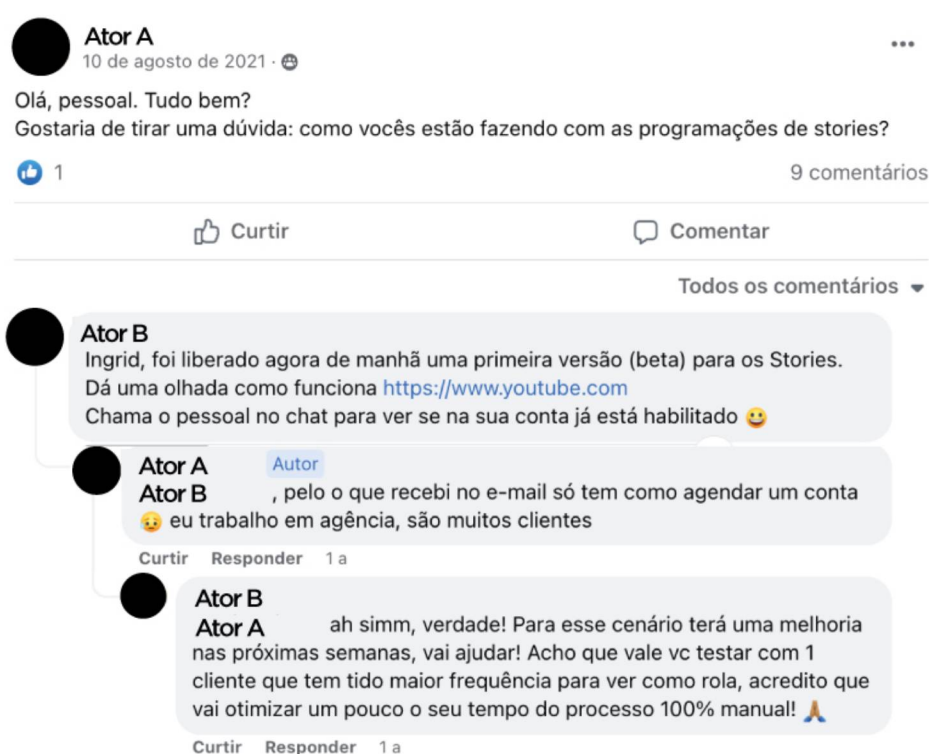 Ator A
10 de agosto de 2021 ·
Olá, pessoal. Tudo bem?
Gostaria de tirar uma dúvida: como vocês estão fazendo com as programações de stories?
1
9 comentários
Curtir
Comentar
Todos os comentários
Ator B
Ingrid, foi liberado agora de manhã uma primeira versão (beta) para os Stories.
Dá uma olhada como funciona https://www.youtube.com
Chama o pessoal no chat para ver se na sua conta já está habilitado 😀
Ator A Autor
Ator B , pelo o que recebi no e-mail só tem como agendar um conta
😥 eu trabalho em agência, são muitos clientes
Curtir Responder 1 a
Ator B
Ator A ah simm, verdade! Para esse cenário terá uma melhoria
nas próximas semanas, vai ajudar! Acho que vale vc testar com 1
cliente que tem tido maior frequência para ver como rola, acredito que
vai otimizar um pouco o seu tempo do processo 100% manual! 🙏🏽
Curtir Responder 1 a